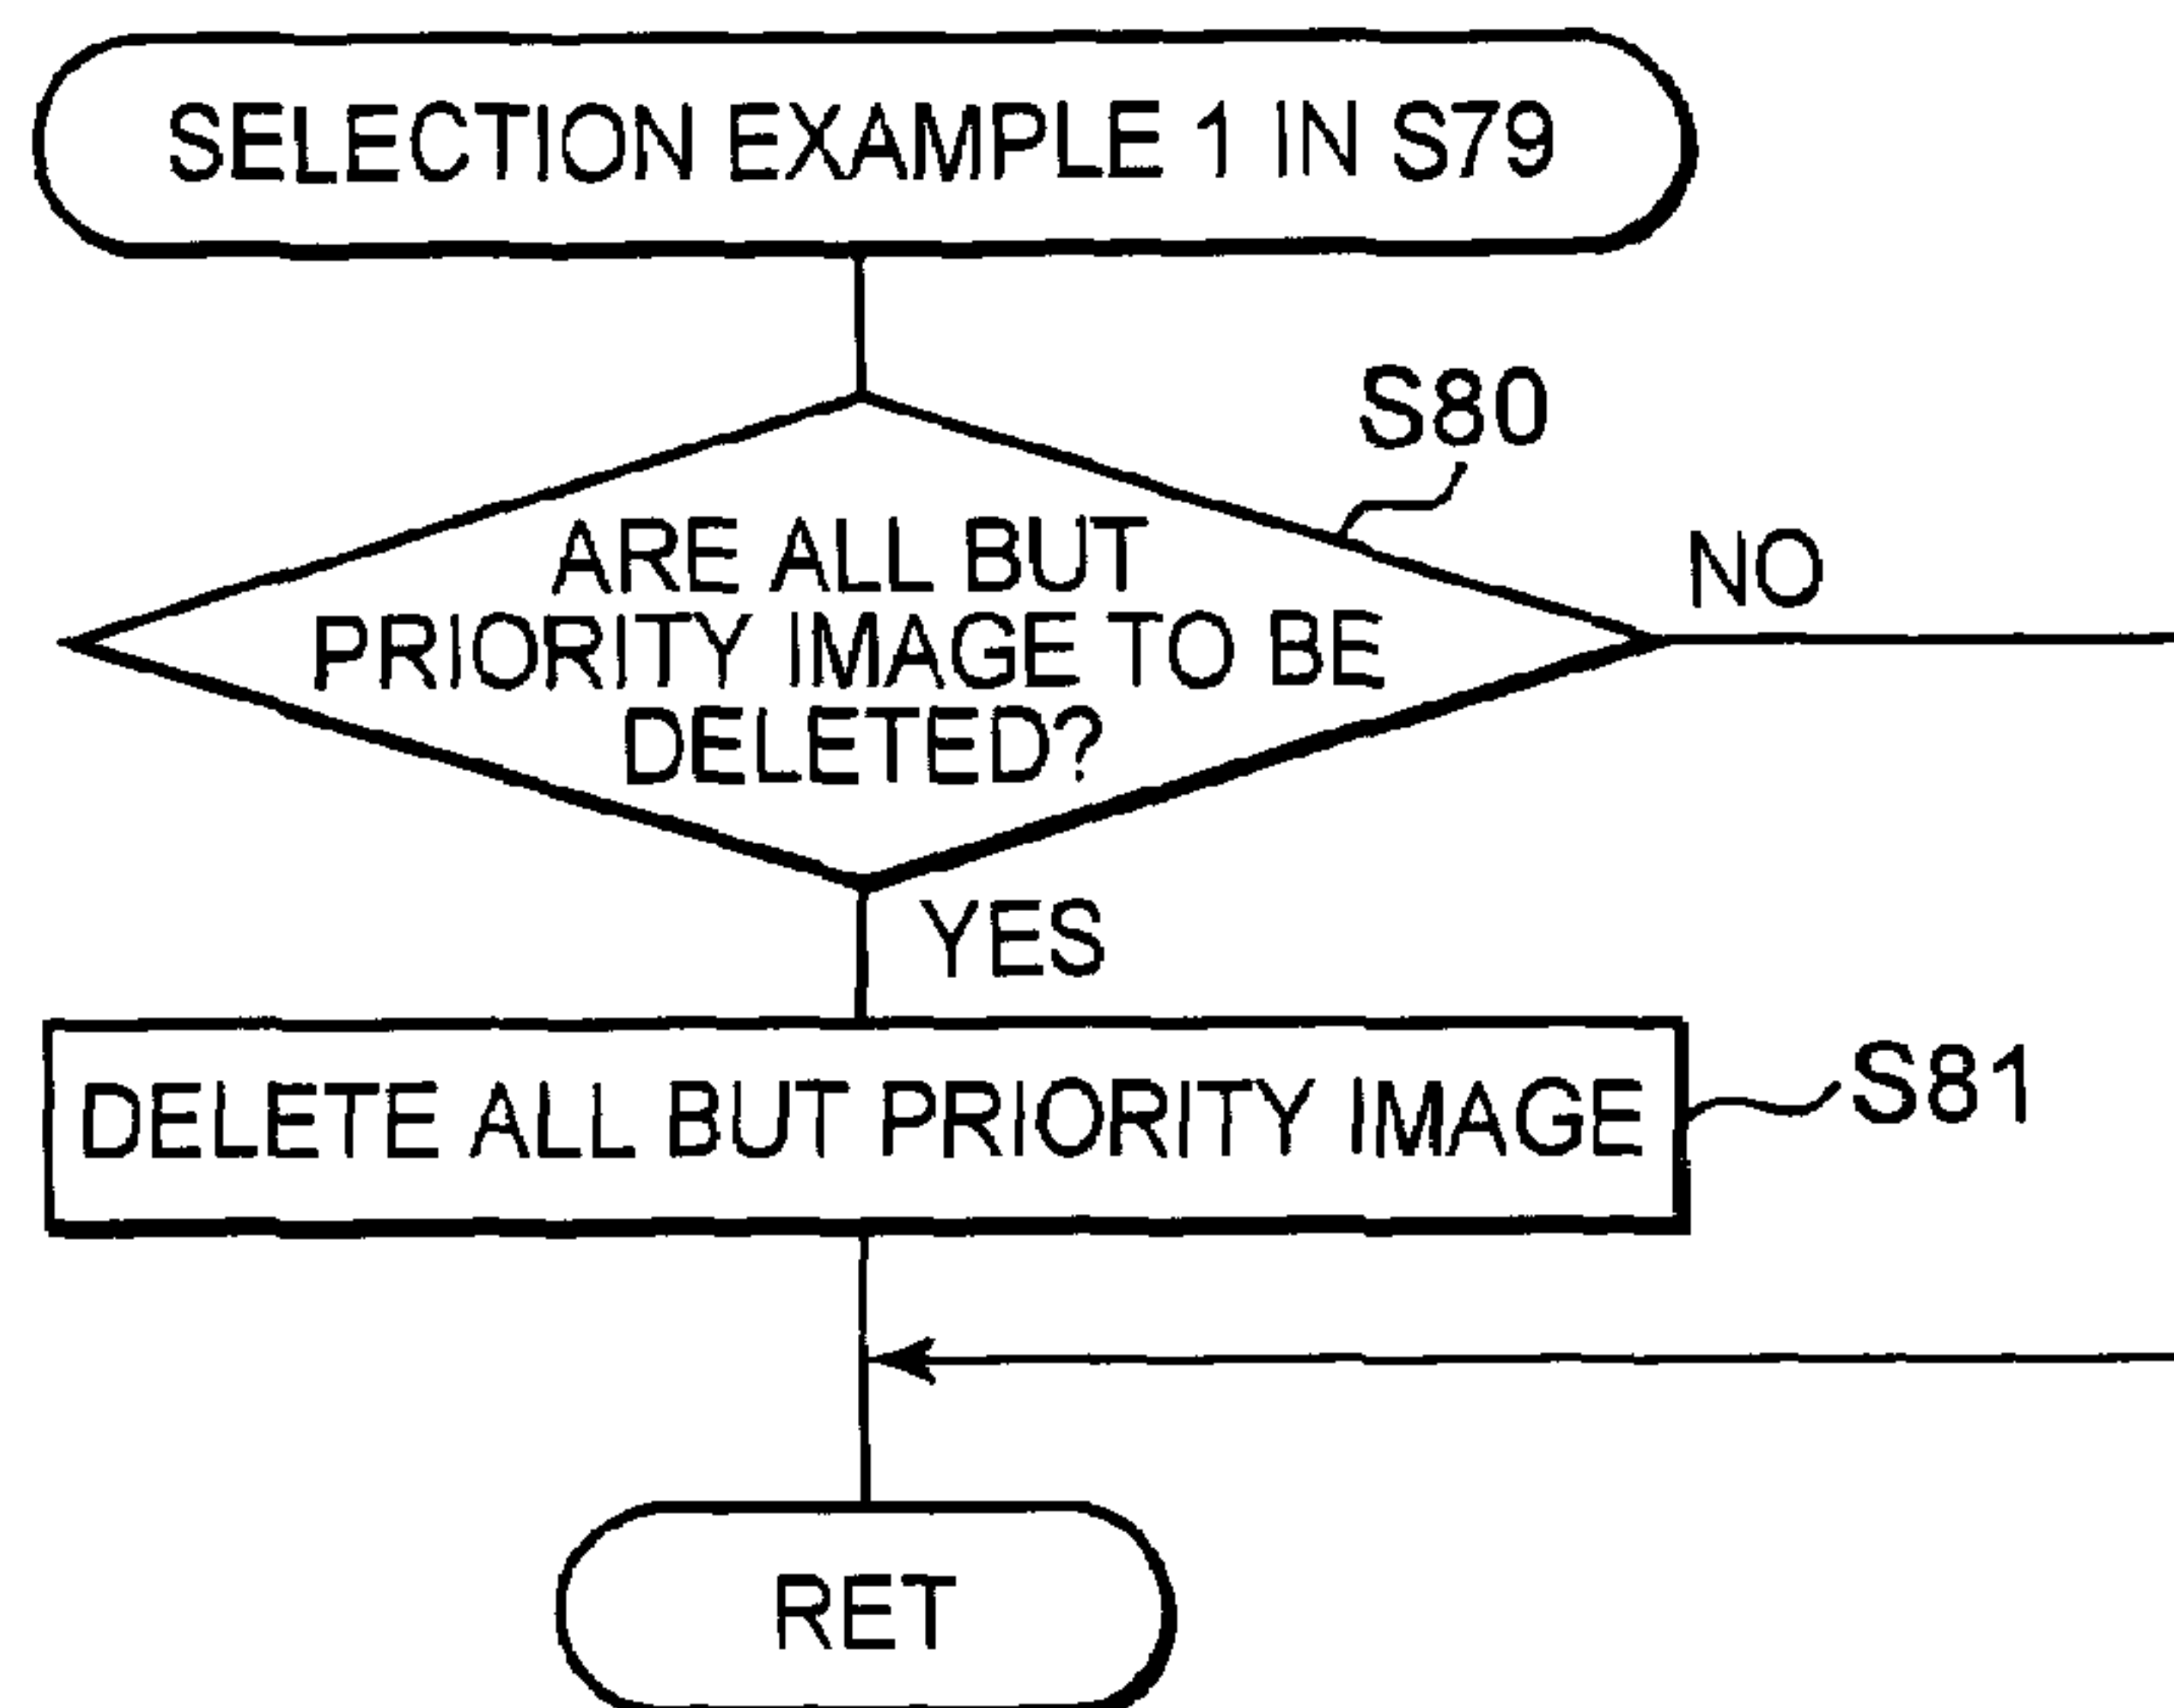 SELECTION EXAMPLE 1 IN S79
S80
ARE ALL BUT
PRIORITY IMAGE TO BE
DELETED?
NO
YES
DELETE ALL BUT PRIORITY IMAGE
S81
RET